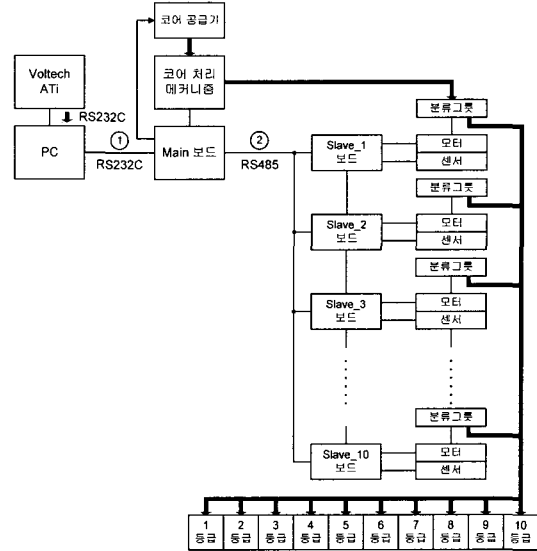 코어 공급기
Voltech
ATi
코어 처리
메커니즘
RS232C
분류그릇
PC
①
RS232C
Main 보드
②
RS485
Slave_1
보드
모터
센서
분류그릇
Slave_2
보드
모터
센서
분류그릇
Slave_3
보드
모터
센서
분류그릇
Slave_10
보드
모터
센서
1 2 3 4 5 6 7 8 9 10
등급 등급 등급 등급 등급 등급 등급 등급 등급 등급